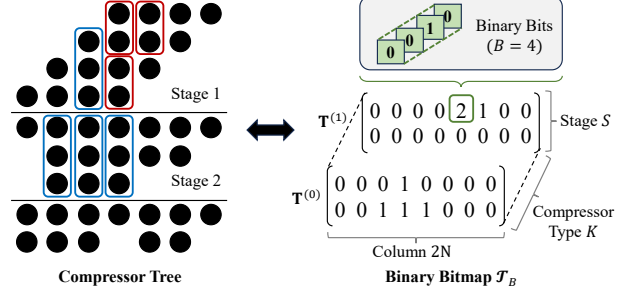 Stage 1
Stage 2
Compressor Tree
0 0 1 0
Binary Bits
(B = 4)
T⁽¹⁾
0 0 0 0 2 1 0 0
0 0 0 0 0 0 0 0
Stage S
T⁽⁰⁾
0 0 0 1 0 0 0 0
0 0 1 1 1 0 0 0
Compressor
Type K
Column 2N
Binary Bitmap 𝒯_B